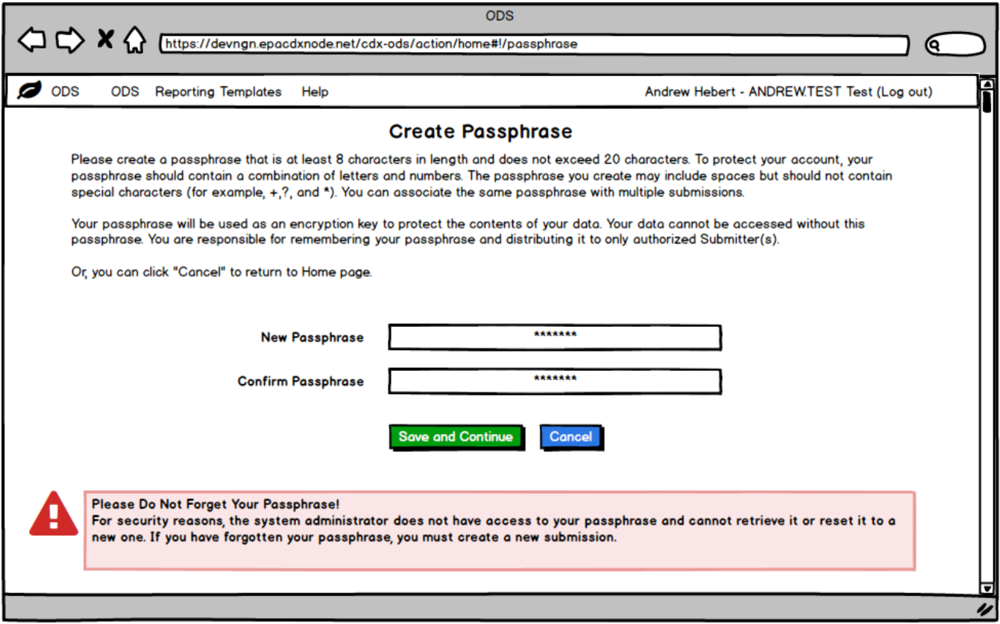 ODS
https://devngn.epacdxnode.net/cdx-ods/action/home#!/passphrase
ODS ODS Reporting Templates Help Andrew Hebert - ANDREW.TEST Test (Log out)
Create Passphrase
Please create a passphrase that is at least 8 characters in length and does not exceed 20 characters. To protect your account, your
passphrase should contain a combination of letters and numbers. The passphrase you create may include spaces but should not contain
special characters (for example, +,?, and *). You can associate the same passphrase with multiple submissions.
Your passphrase will be used as an encryption key to protect the contents of your data. Your data cannot be accessed without this
passphrase. You are responsible for remembering your passphrase and distributing it to only authorized Submitter(s).
Or, you can click "Cancel" to return to Home page.
New Passphrase *******
Confirm Passphrase *******
Save and Continue Cancel
Please Do Not Forget Your Passphrase!
For security reasons, the system administrator does not have access to your passphrase and cannot retrieve it or reset it to a
new one. If you have forgotten your passphrase, you must create a new submission.